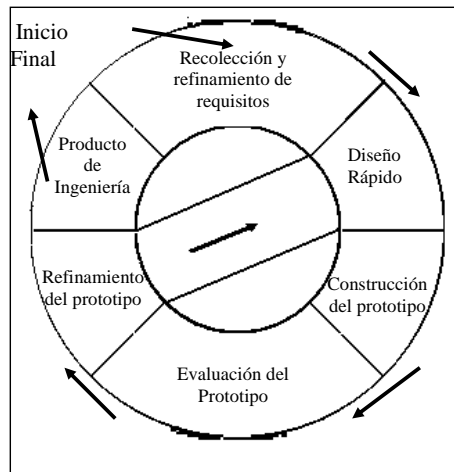 Inicio
Final
Recolección y
refinamiento de
requisitos
Diseño
Rápido
Construcción
del prototipo
Evaluación del
Prototipo
Refinamiento
del prototipo
Producto
de
Ingeniería